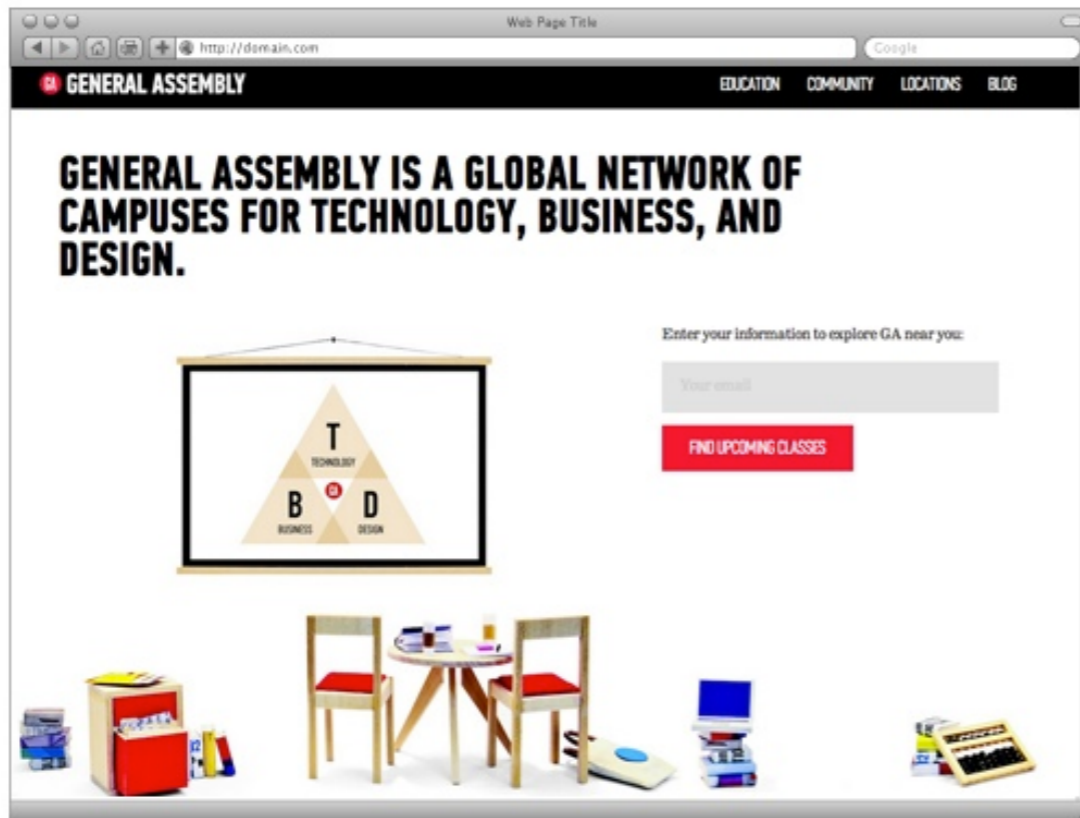 Web Page Title
http://domain.com
Google
GA GENERAL ASSEMBLY
EDUCATION COMMUNITY LOCATIONS BLOG
GENERAL ASSEMBLY IS A GLOBAL NETWORK OF
CAMPUSES FOR TECHNOLOGY, BUSINESS, AND
DESIGN.
Enter your information to explore GA near you:
Your email
FIND UPCOMING CLASSES
T
TECHNOLOGY
GA
B D
BUSINESS DESIGN